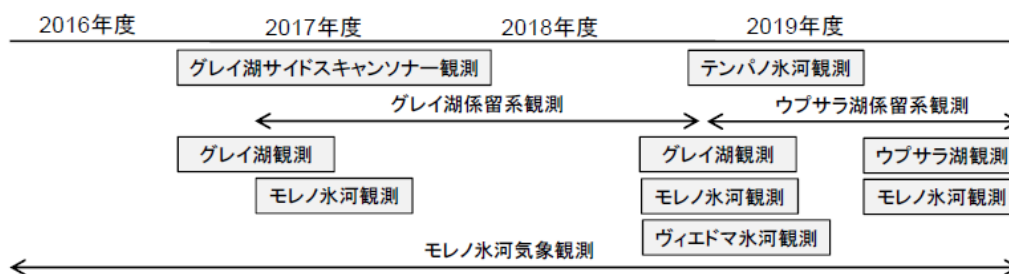 2016年度 2017年度 2018年度 2019年度
グレイ湖サイドスキャンソナー観測 テンパノ氷河観測
グレイ湖係留系観測 ウプサラ湖係留系観測
グレイ湖観測 グレイ湖観測 ウプサラ湖観測
モレノ氷河観測 モレノ氷河観測 モレノ氷河観測
ヴィエドマ氷河観測
モレノ氷河気象観測